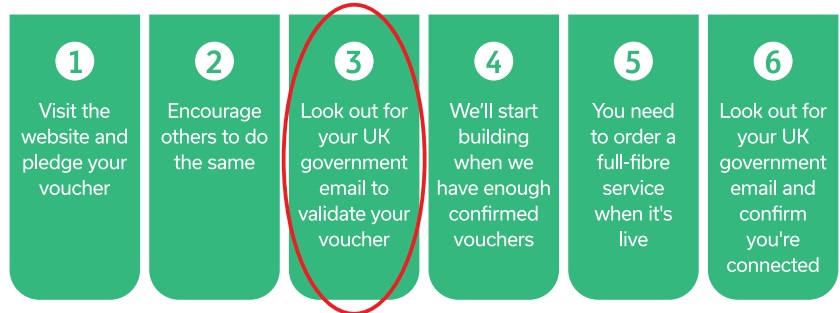 1
Visit the
website and
pledge your
voucher
2
Encourage
others to do
the same
3
Look out for
your UK
government
email to
validate your
voucher
4
We'll start
building
when we
have enough
confirmed
vouchers
5
You need
to order a
full-fibre
service
when it's
live
6
Look out for
your UK
government
email and
confirm
you're
connected